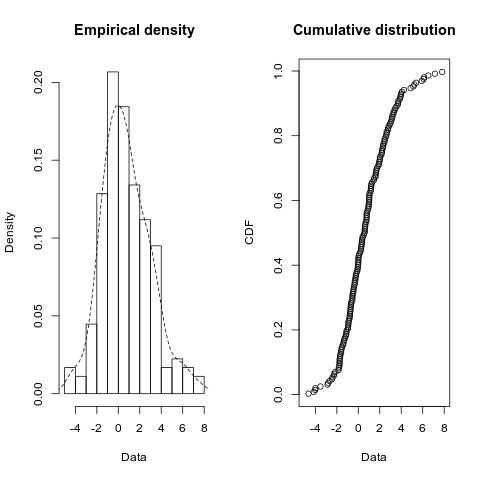 Empirical density
Density
0.00 0.05 0.10 0.15 0.20
-4 -2 0 2 4 6 8
Data
Cumulative distribution
CDF
0.0 0.2 0.4 0.6 0.8 1.0
-4 -2 0 2 4 6 8
Data